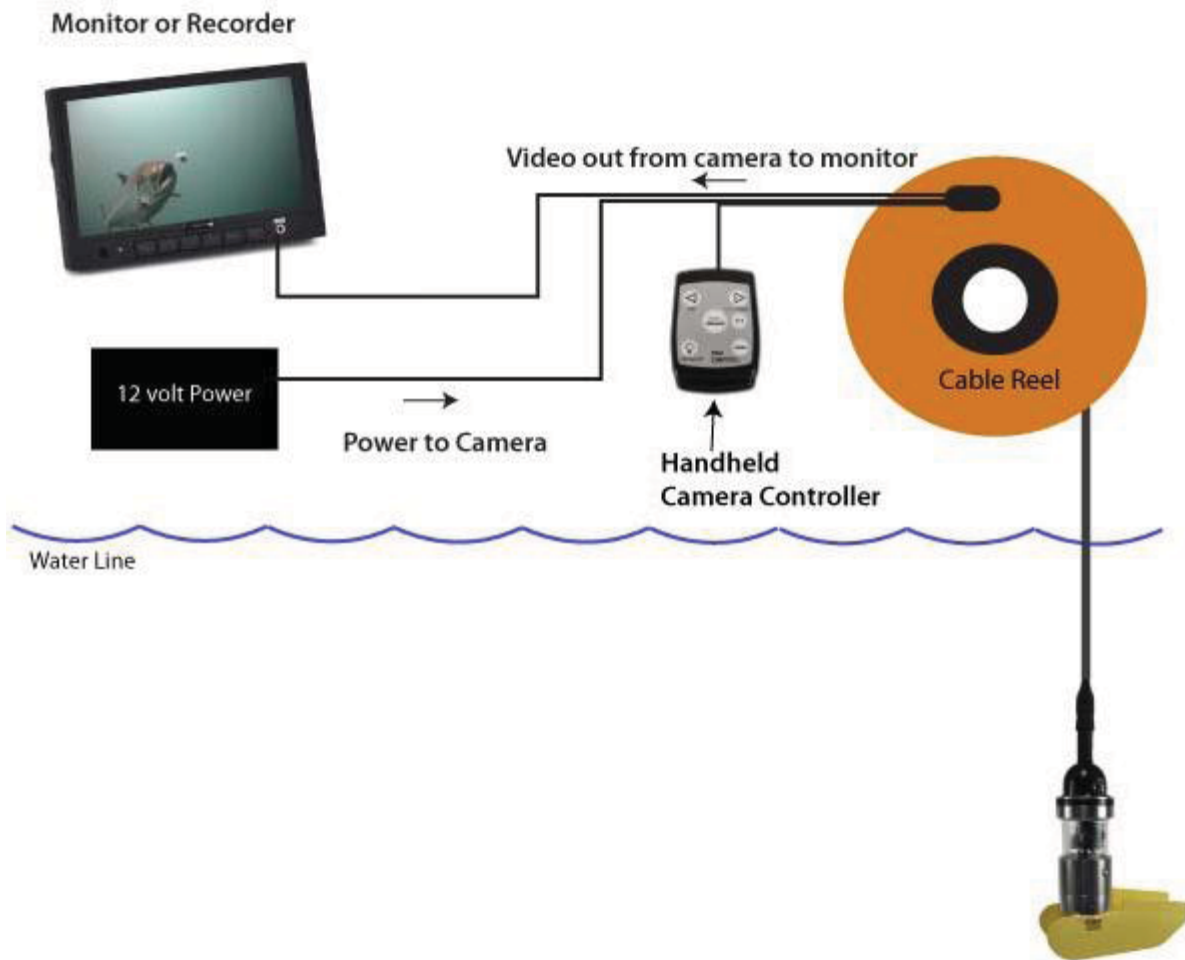 Monitor or Recorder
Video out from camera to monitor
12 volt Power
Power to Camera
Handheld
Camera Controller
Cable Reel
Water Line